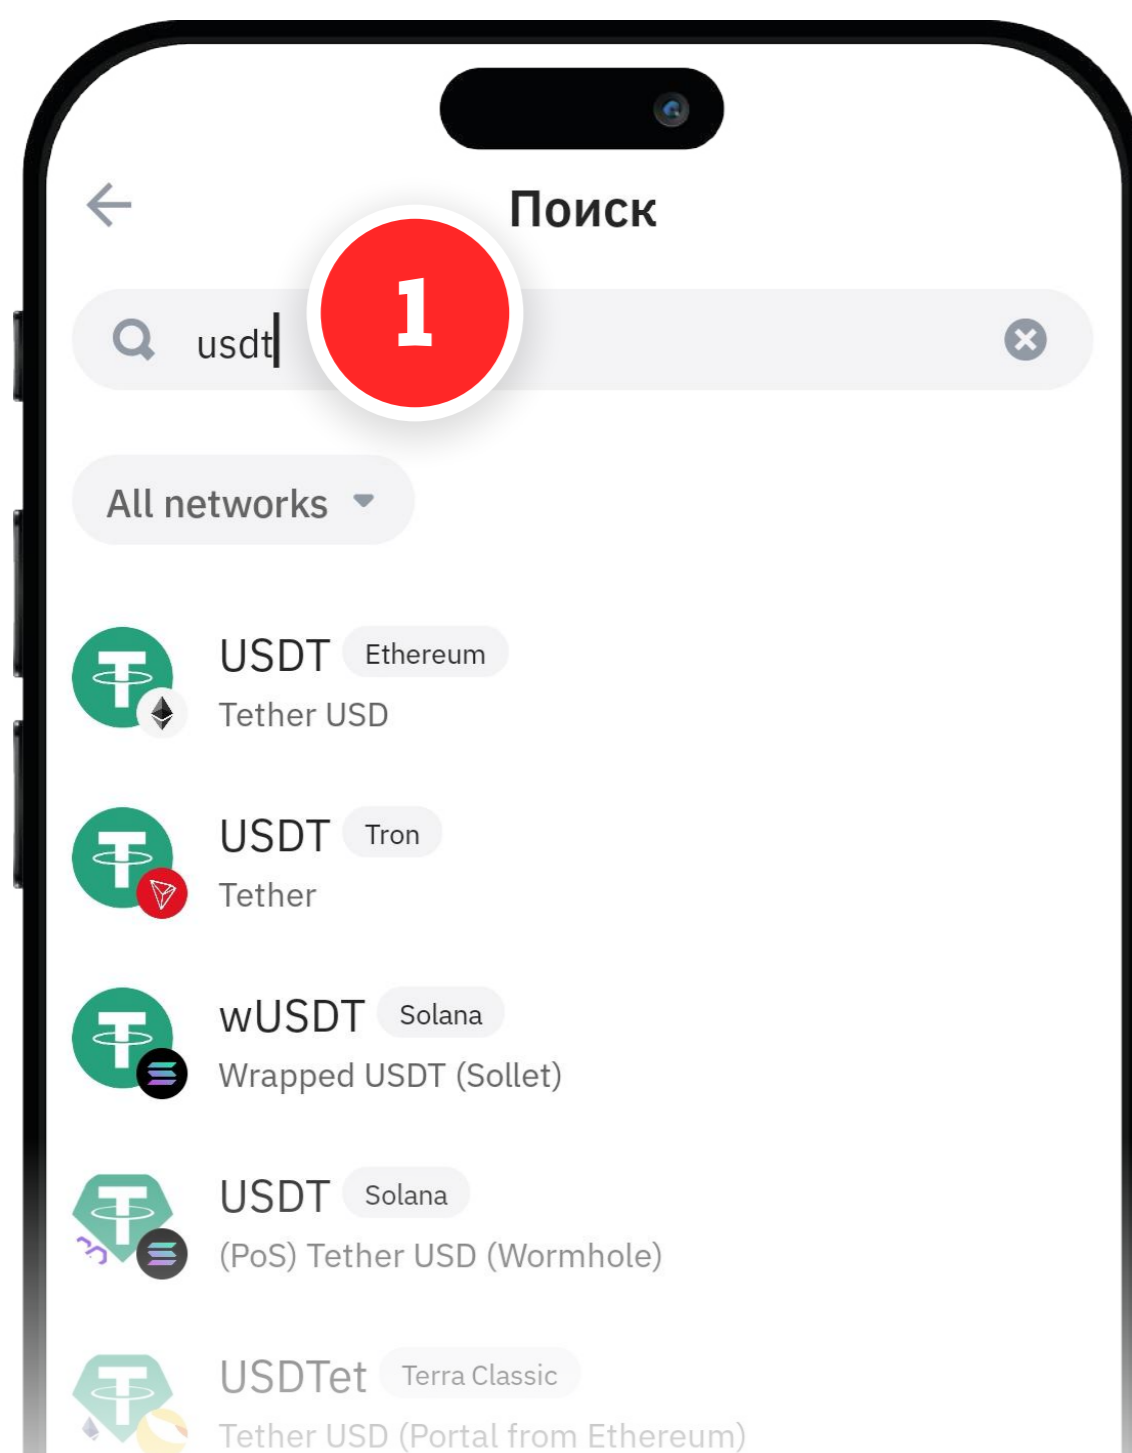 Поиск
usdt
1
All networks
USDT Ethereum
Tether USD
USDT Tron
Tether
wUSDT Solana
Wrapped USDT (Sollet)
USDT Solana
(PoS) Tether USD (Wormhole)
USDTet Terra Classic
Tether USD (Portal from Ethereum)